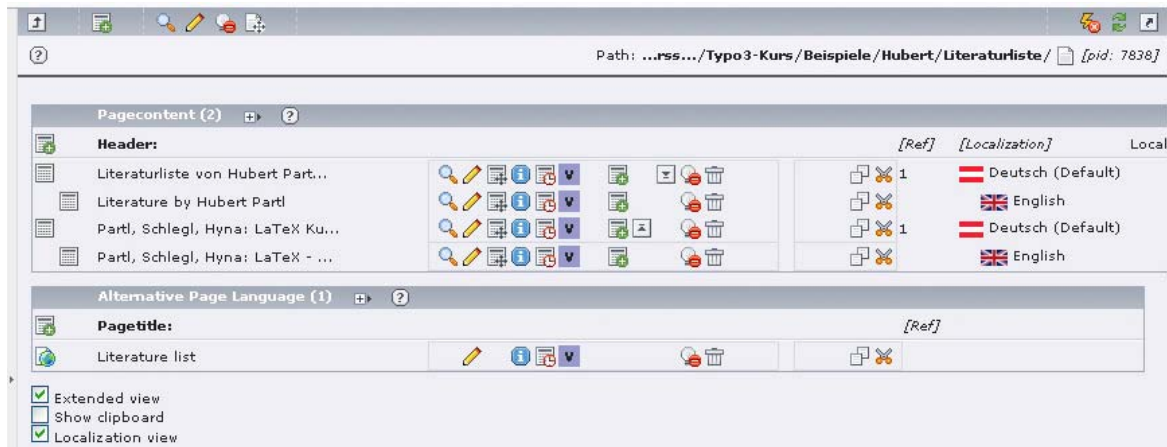 Path: ...rss.../Typo3-Kurs/Beispiele/Hubert/Literaturliste/ [pid: 7838]
Pagecontent (2)
Header: [Ref] [Localization] Local
Literaturliste von Hubert Part... V 1 Deutsch (Default)
Literature by Hubert Partl V English
Partl, Schlegl, Hyna: LaTeX Ku... V 1 Deutsch (Default)
Partl, Schlegl, Hyna: LaTeX - ... V English
Alternative Page Language (1)
Pagetitle: [Ref]
Literature list V
Extended view
Show clipboard
Localization view